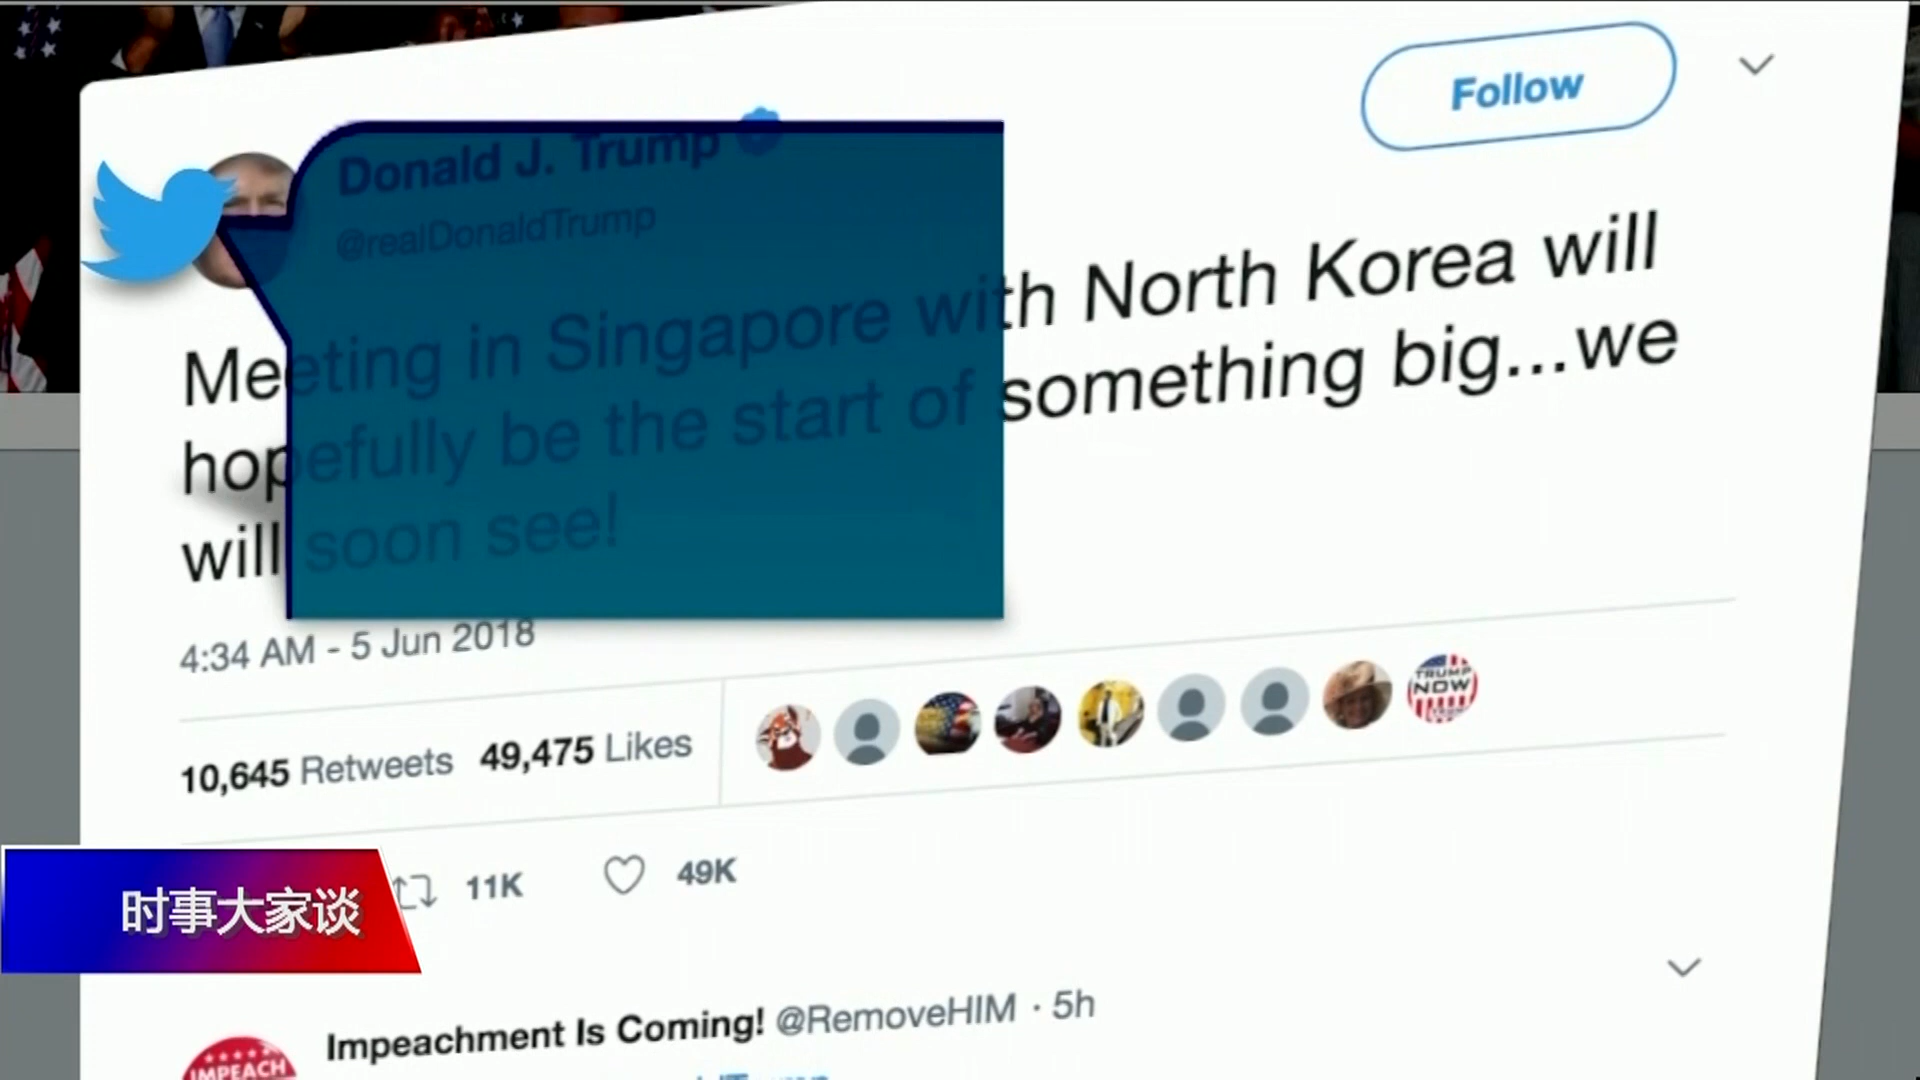 Follow
Donald J. Trump
@realDonaldTrump
Meeting in Singapore with North Korea will
hopefully be the start of something big...we
will soon see!
4:34 AM - 5 Jun 2018
10,645 Retweets 49,475 Likes
TRUMP
NOW
11K 49K
时事大家谈
Impeachment Is Coming! @RemoveHIM · 5h
IMPEACH